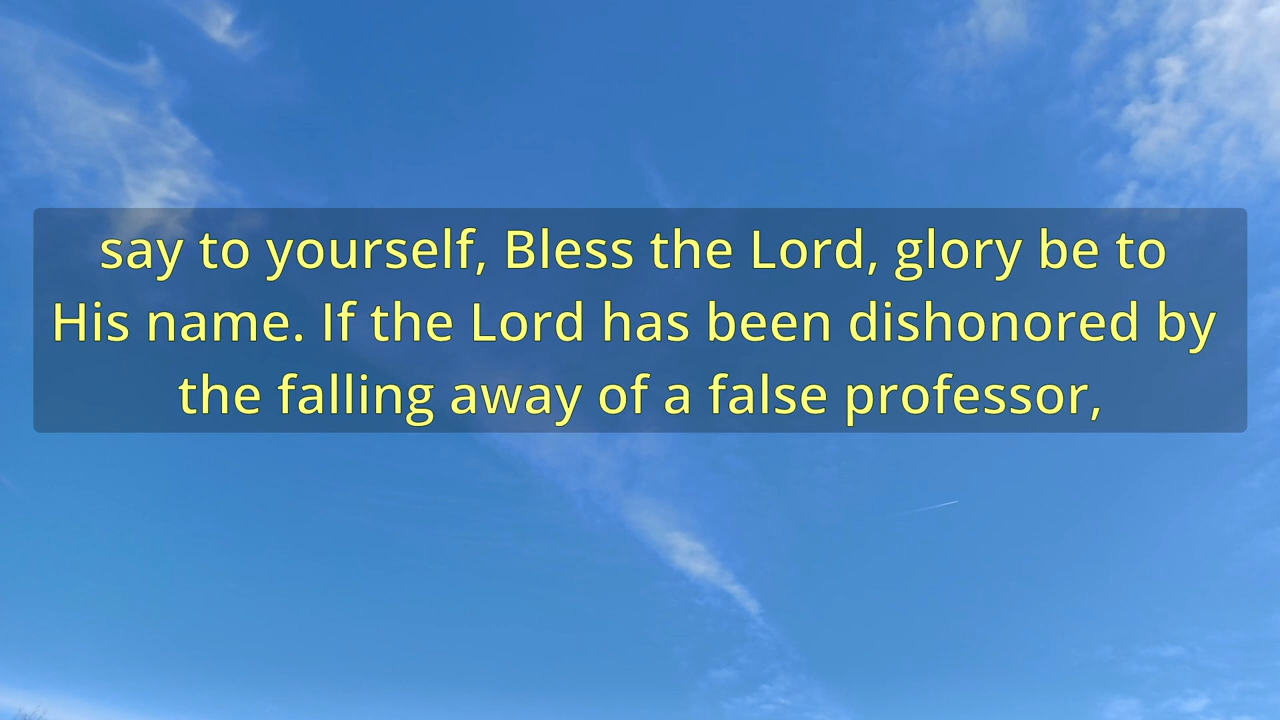 say to yourself, Bless the Lord, glory be to
His name. If the Lord has been dishonored by
the falling away of a false professor,